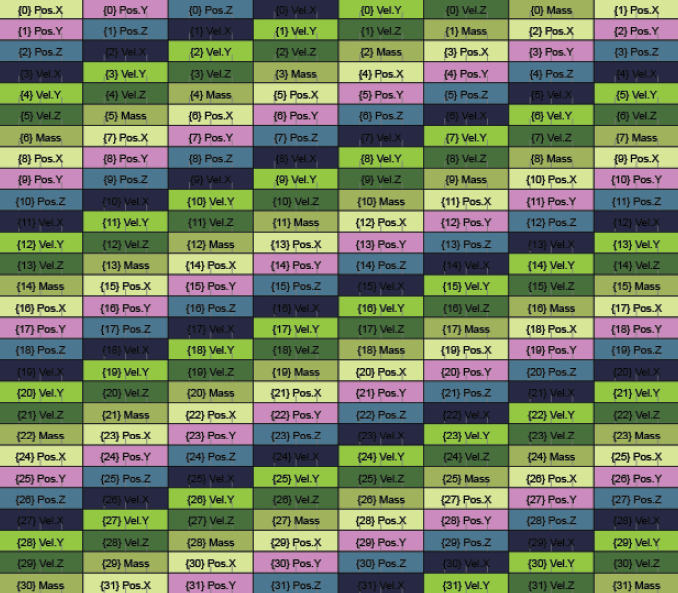 {0} Pos.X {0} Pos.Y {0} Pos.Z {0} Vel.X {0} Vel.Y {0} Vel.Z {0} Mass {1} Pos.X
{1} Pos.Y {1} Pos.Z {1} Vel.X {1} Vel.Y {1} Vel.Z {1} Mass {2} Pos.X {2} Pos.Y
{2} Pos.Z {2} Vel.X {2} Vel.Y {2} Vel.Z {2} Mass {3} Pos.X {3} Pos.Y {3} Pos.Z
{3} Vel.X {3} Vel.Y {3} Vel.Z {3} Mass {4} Pos.X {4} Pos.Y {4} Pos.Z {4} Vel.X
{4} Vel.Y {4} Vel.Z {4} Mass {5} Pos.X {5} Pos.Y {5} Pos.Z {5} Vel.X {5} Vel.Y
{5} Vel.Z {5} Mass {6} Pos.X {6} Pos.Y {6} Pos.Z {6} Vel.X {6} Vel.Y {6} Vel.Z
{6} Mass {7} Pos.X {7} Pos.Y {7} Pos.Z {7} Vel.X {7} Vel.Y {7} Vel.Z {7} Mass
{8} Pos.X {8} Pos.Y {8} Pos.Z {8} Vel.X {8} Vel.Y {8} Vel.Z {8} Mass {9} Pos.X
{9} Pos.Y {9} Pos.Z {9} Vel.X {9} Vel.Y {9} Vel.Z {9} Mass {10} Pos.X {10} Pos.Y
{10} Pos.Z {10} Vel.X {10} Vel.Y {10} Vel.Z {10} Mass {11} Pos.X {11} Pos.Y {11} Pos.Z
{11} Vel.X {11} Vel.Y {11} Vel.Z {11} Mass {12} Pos.X {12} Pos.Y {12} Pos.Z {12} Vel.X
{12} Vel.Y {12} Vel.Z {12} Mass {13} Pos.X {13} Pos.Y {13} Pos.Z {13} Vel.X {13} Vel.Y
{13} Vel.Z {13} Mass {14} Pos.X {14} Pos.Y {14} Pos.Z {14} Vel.X {14} Vel.Y {14} Vel.Z
{14} Mass {15} Pos.X {15} Pos.Y {15} Pos.Z {15} Vel.X {15} Vel.Y {15} Vel.Z {15} Mass
{16} Pos.X {16} Pos.Y {16} Pos.Z {16} Vel.X {16} Vel.Y {16} Vel.Z {16} Mass {17} Pos.X
{17} Pos.Y {17} Pos.Z {17} Vel.X {17} Vel.Y {17} Vel.Z {17} Mass {18} Pos.X {18} Pos.Y
{18} Pos.Z {18} Vel.X {18} Vel.Y {18} Vel.Z {18} Mass {19} Pos.X {19} Pos.Y {19} Pos.Z
{19} Vel.X {19} Vel.Y {19} Vel.Z {19} Mass {20} Pos.X {20} Pos.Y {20} Pos.Z {20} Vel.X
{20} Vel.Y {20} Vel.Z {20} Mass {21} Pos.X {21} Pos.Y {21} Pos.Z {21} Vel.X {21} Vel.Y
{21} Vel.Z {21} Mass {22} Pos.X {22} Pos.Y {22} Pos.Z {22} Vel.X {22} Vel.Y {22} Vel.Z
{22} Mass {23} Pos.X {23} Pos.Y {23} Pos.Z {23} Vel.X {23} Vel.Y {23} Vel.Z {23} Mass
{24} Pos.X {24} Pos.Y {24} Pos.Z {24} Vel.X {24} Vel.Y {24} Vel.Z {24} Mass {25} Pos.X
{25} Pos.Y {25} Pos.Z {25} Vel.X {25} Vel.Y {25} Vel.Z {25} Mass {26} Pos.X {26} Pos.Y
{26} Pos.Z {26} Vel.X {26} Vel.Y {26} Vel.Z {26} Mass {27} Pos.X {27} Pos.Y {27} Pos.Z
{27} Vel.X {27} Vel.Y {27} Vel.Z {27} Mass {28} Pos.X {28} Pos.Y {28} Pos.Z {28} Vel.X
{28} Vel.Y {28} Vel.Z {28} Mass {29} Pos.X {29} Pos.Y {29} Pos.Z {29} Vel.X {29} Vel.Y
{29} Vel.Z {29} Mass {30} Pos.X {30} Pos.Y {30} Pos.Z {30} Vel.X {30} Vel.Y {30} Vel.Z
{30} Mass {31} Pos.X {31} Pos.Y {31} Pos.Z {31} Vel.X {31} Vel.Y {31} Vel.Z {31} Mass